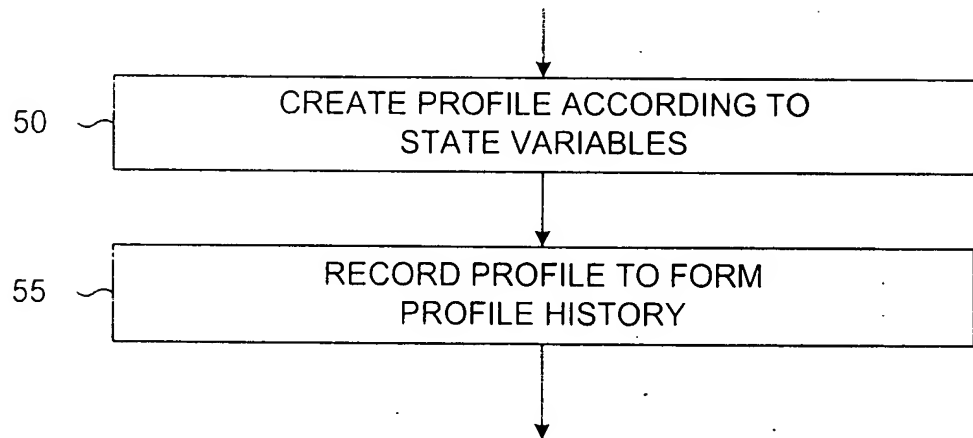 50
CREATE PROFILE ACCORDING TO
STATE VARIABLES
55
RECORD PROFILE TO FORM
PROFILE HISTORY